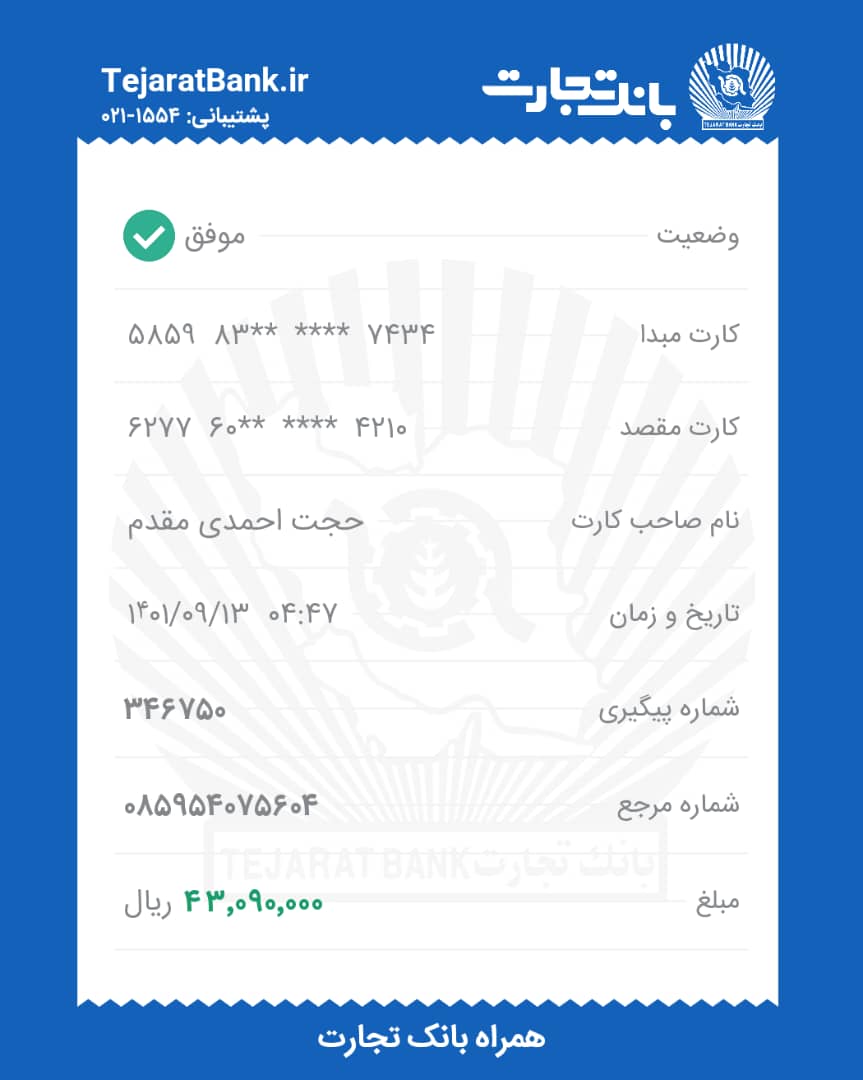 بانک تجارت
TEJARAT BANK بانک تجارت
TejaratBank.ir
پشتیبانی: ۰۲۱-۱۵۵۴
وضعیت موفق
کارت مبدا ۵۸۵۹ ۸۳** **** ۷۴۳۴
کارت مقصد ۶۲۷۷ ۶۰** **** ۴۲۱۰
نام صاحب کارت حجت احمدی مقدم
تاریخ و زمان ۱۴۰۱/۰۹/۱۳ ۰۴:۴۷
شماره پیگیری ۳۴۶۷۵۰
شماره مرجع ۰۸۵۹۵۴۰۷۵۶۰۴
TEJARAT BANK بانك تجارت
مبلغ ۴۳,۰۹۰,۰۰۰ ریال
همراه بانک تجارت